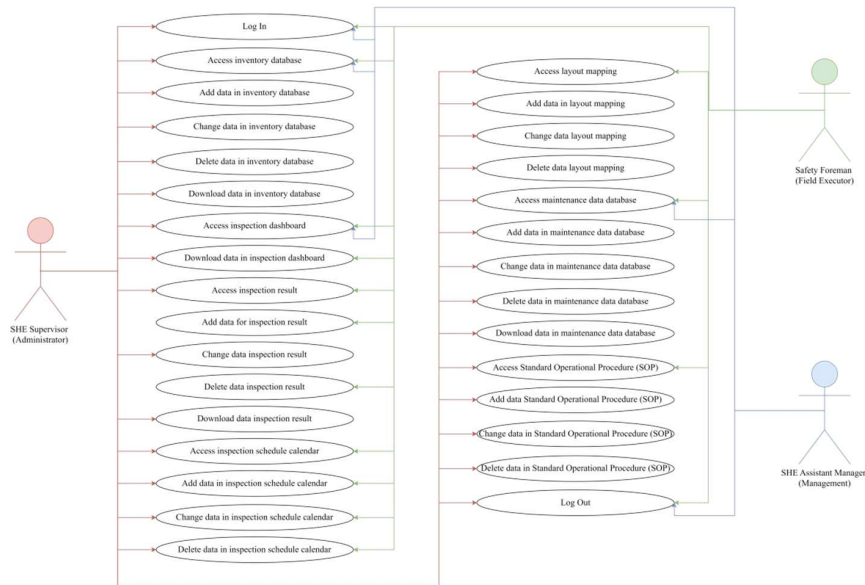 Log In
Access inventory database
Add data in inventory database
Change data in inventory database
Delete data in inventory database
Download data in inventory database
Access inspection dashboard
Download data in inspection dashboard
Access inspection result
Add data for inspection result
Change data inspection result
Delete data inspection result
Download data inspection result
Access inspection schedule calendar
Add data in inspection schedule calendar
Change data in inspection schedule calendar
Delete data in inspection schedule calendar
SHE Supervisor
(Administrator)
Access layout mapping
Add data in layout mapping
Change data layout mapping
Delete data layout mapping
Access maintenance data database
Add data in maintenance data database
Change data in maintenance data database
Delete data in maintenance data database
Download data in maintenance data database
Access Standard Operational Procedure (SOP)
Add data Standard Operational Procedure (SOP)
Change data in Standard Operational Procedure (SOP)
Delete data in Standard Operational Procedure (SOP)
Log Out
Safety Foreman
(Field Executor)
SHE Assistant Manager
(Management)